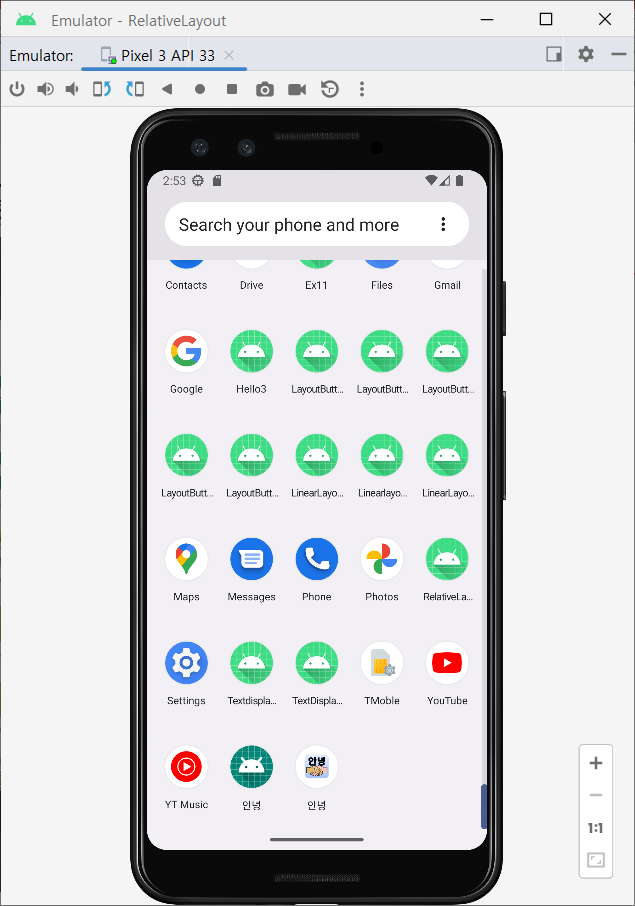 Emulator - RelativeLayout
Emulator: Pixel 3 API 33
2:53
Search your phone and more
Contacts Drive Ex11 Files Gmail
Google Hello3 LayoutButt... LayoutButt... LayoutButt...
LayoutButt... LayoutButt... LinearLayo... Linearlayo... LinearLayo...
Maps Messages Phone Photos RelativeLa...
Settings Textdispla... TextDispla... TMoble YouTube
안녕
YT Music 안녕 안녕
1:1